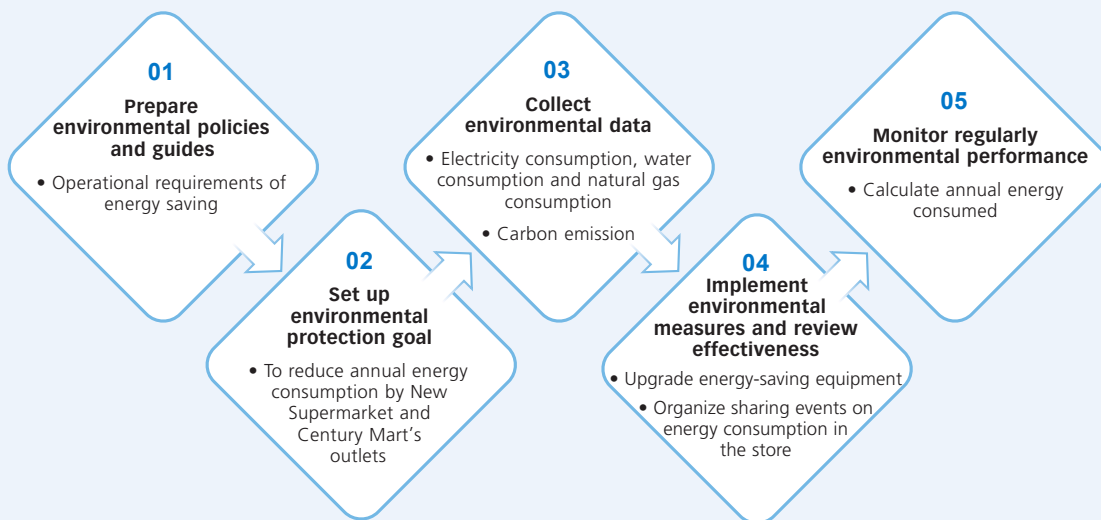 01
Prepare
environmental policies
and guides
• Operational requirements of
energy saving
02
Set up
environmental
protection goal
• To reduce annual energy
consumption by New
Supermarket and
Century Mart's
outlets
03
Collect
environmental data
• Electricity consumption, water
consumption and natural gas
consumption
• Carbon emission
04
Implement
environmental
measures and review
effectiveness
• Upgrade energy-saving equipment
• Organize sharing events on
energy consumption in
the store
05
Monitor regularly
environmental performance
• Calculate annual energy
consumed